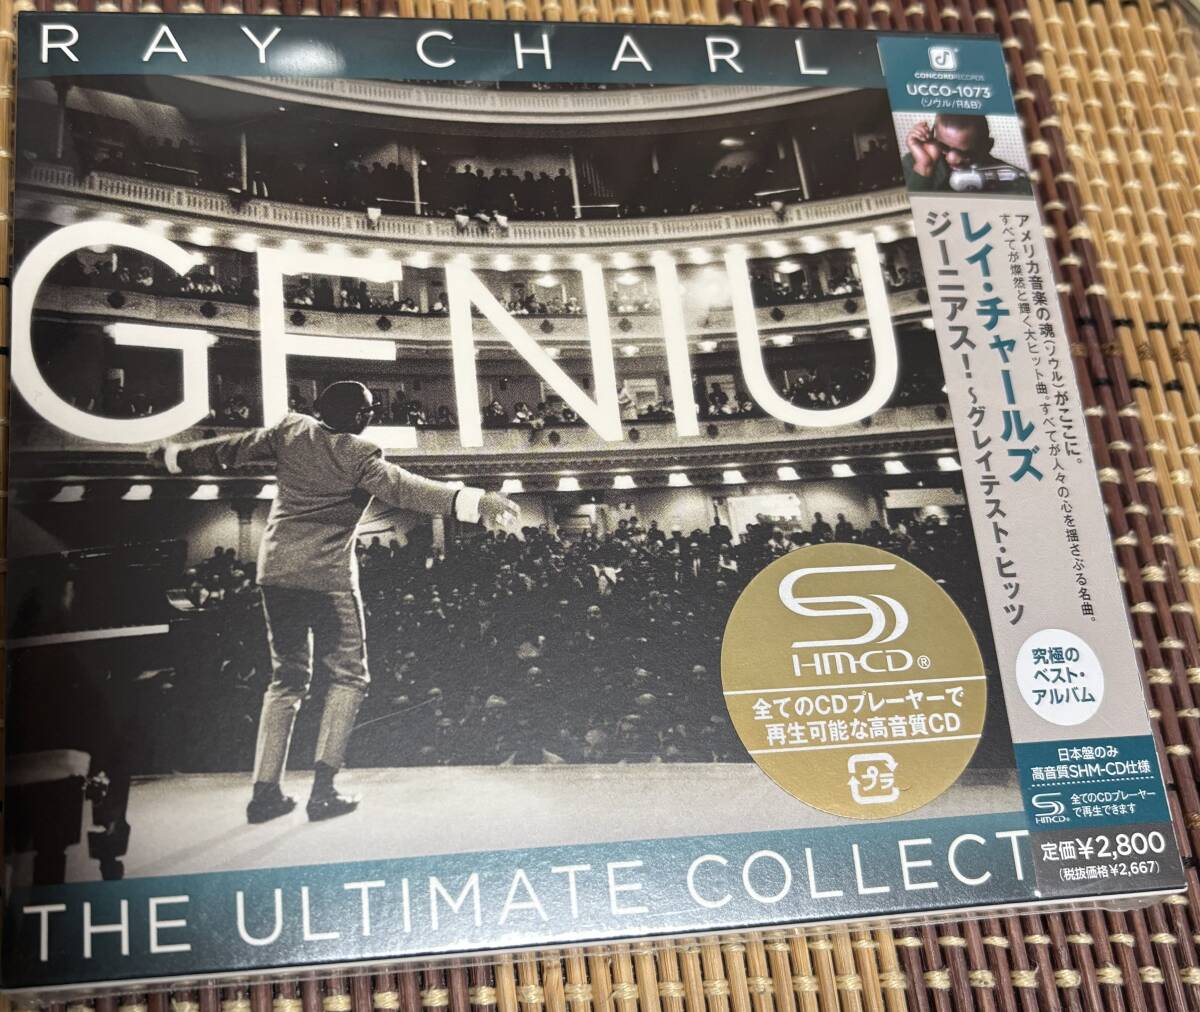 RAY CHARL
GENIU
THE ULTIMATE COLLECT
SHM-CD®
全てのCDプレーヤーで
再生可能な高音質CD
プラ
CONCORDRECORDS
UCCO-1073
〈ソウル/R&B〉
アメリカ音楽の魂(ソウル)がここに。
すべてが燦然と輝く大ヒット曲。すべてが人々の心を揺さぶる名曲。
レイ・チャールズ
ジーニアス!~グレイテスト・ヒッツ
究極の
ベスト・
アルバム
日本盤のみ
高音質SHM-CD仕様
SHM-CD®
全てのCDプレーヤー
で再生できます
定価¥2,800
(税抜価格¥2,667)